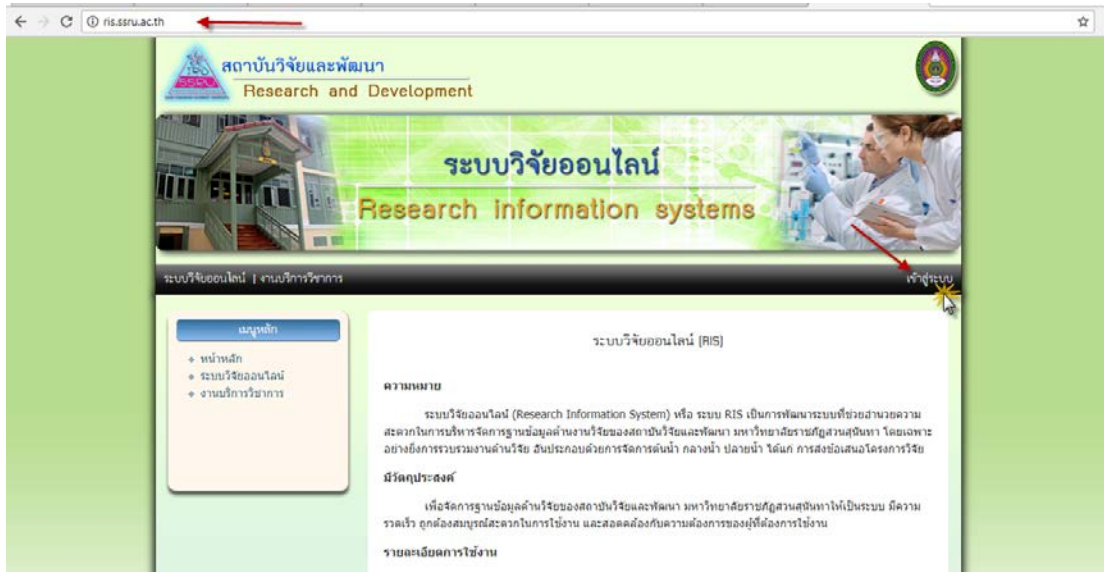 ris.ssru.ac.th
สถาบันวิจัยและพัฒนา
SSRU
Research and Development
ระบบวิจัยออนไลน์
Research information systems
ระบบวิจัยออนไลน์ | งานบริการวิชาการ
เข้าสู่ระบบ
เมนูหลัก
หน้าหลัก
ระบบวิจัยออนไลน์
งานบริการวิชาการ
ระบบวิจัยออนไลน์ (RIS)
ความหมาย
ระบบวิจัยออนไลน์ (Research Information System) หรือ ระบบ RIS เป็นการพัฒนาระบบที่ช่วยอำนวยความ
สะดวกในการบริหารจัดการฐานข้อมูลด้านงานวิจัยของสถาบันวิจัยและพัฒนา มหาวิทยาลัยราชภัฏสวนสุนันทา โดยเฉพาะ
อย่างยิ่งการรวบรวมงานด้านวิจัย อันประกอบด้วยการจัดการต้นน้ำ กลางน้ำ ปลายน้ำ ได้แก่ การส่งข้อเสนอโครงการวิจัย
มีวัตถุประสงค์
เพื่อจัดการฐานข้อมูลด้านวิจัยของสถาบันวิจัยและพัฒนา มหาวิทยาลัยราชภัฏสวนสุนันทาให้เป็นระบบ มีความ
รวดเร็ว ถูกต้องสมบูรณ์สะดวกในการใช้งาน และสอดคล้องกับความต้องการของผู้ที่ต้องการใช้งาน
รายละเอียดการใช้งาน